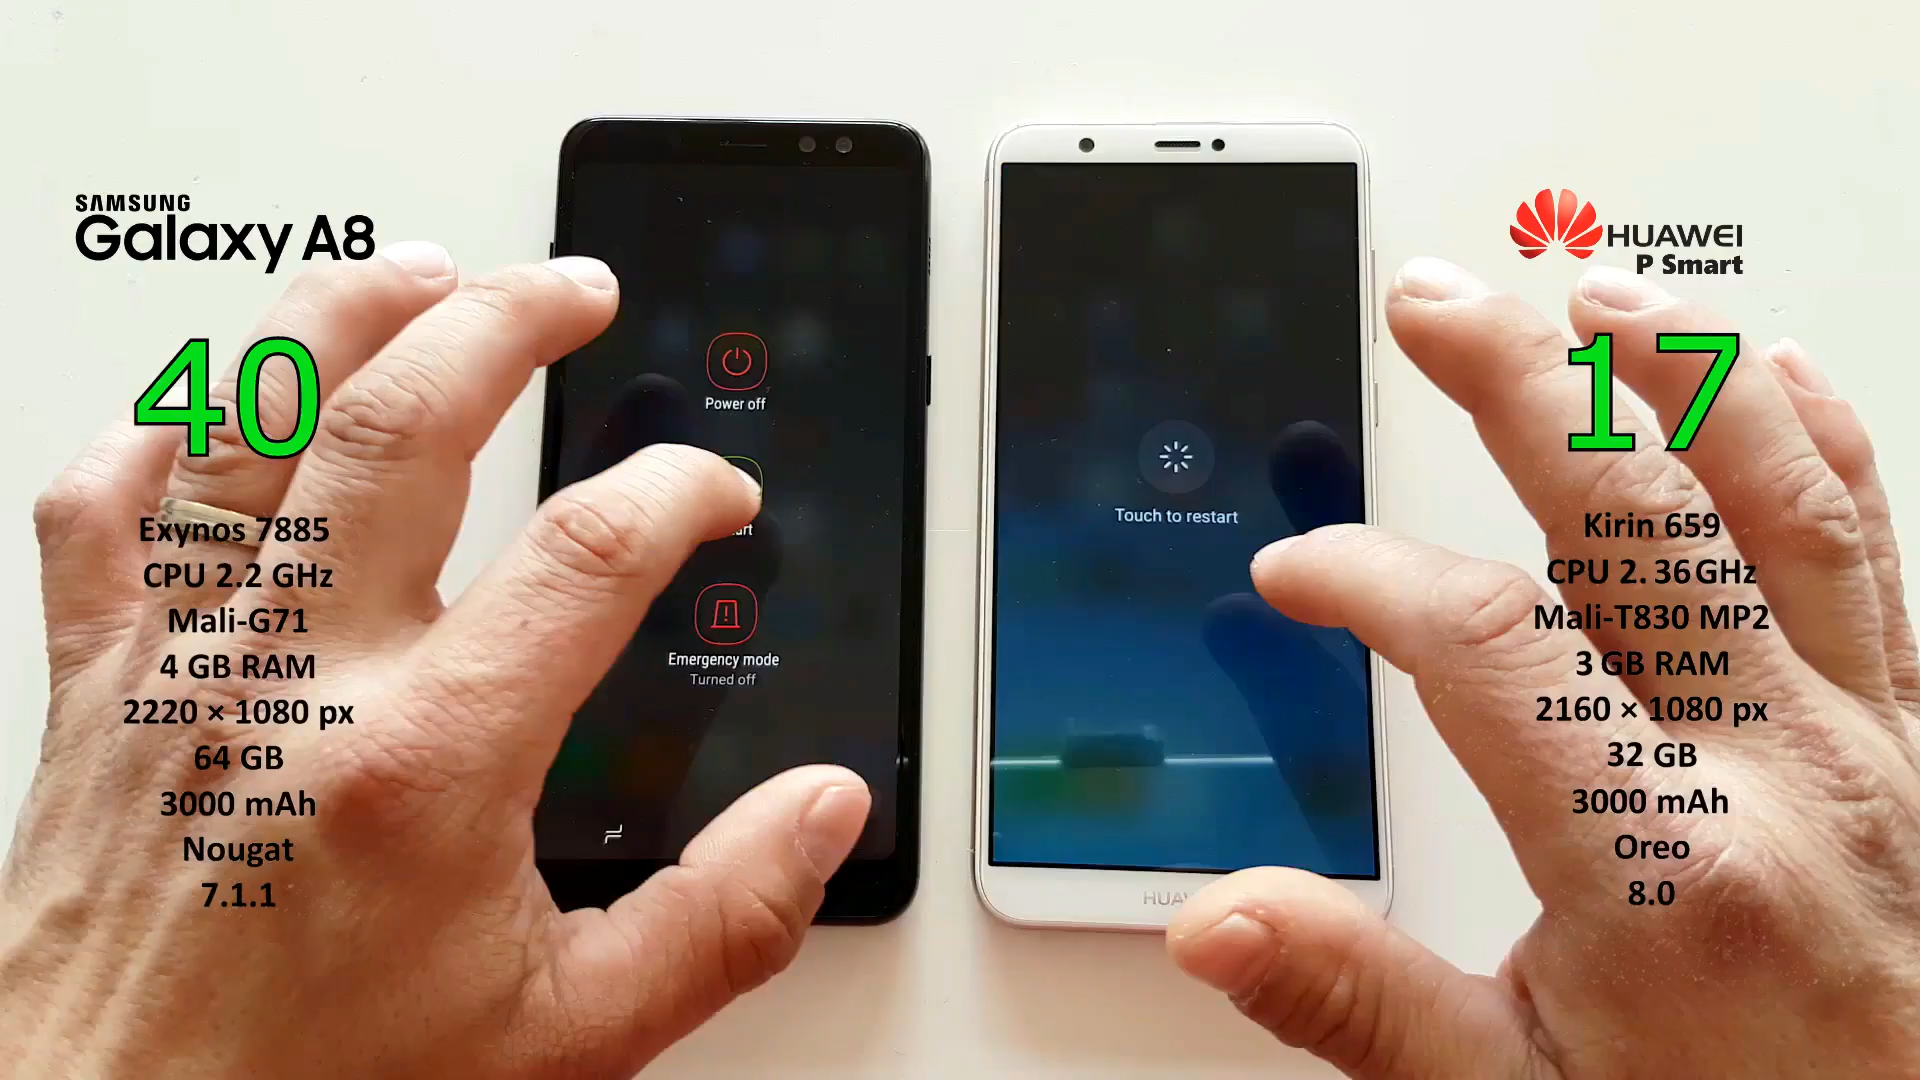 SAMSUNG
Galaxy A8
40
Exynos 7885
CPU 2.2 GHz
Mali-G71
4 GB RAM
2220 × 1080 px
64 GB
3000 mAh
Nougat
7.1.1
Power off
Emergency mode
Turned off
Touch to restart
HUAWEI
P Smart
17
Kirin 659
CPU 2.36GHz
Mali-T830 MP2
3 GB RAM
2160 × 1080 px
32 GB
3000 mAh
Oreo
8.0